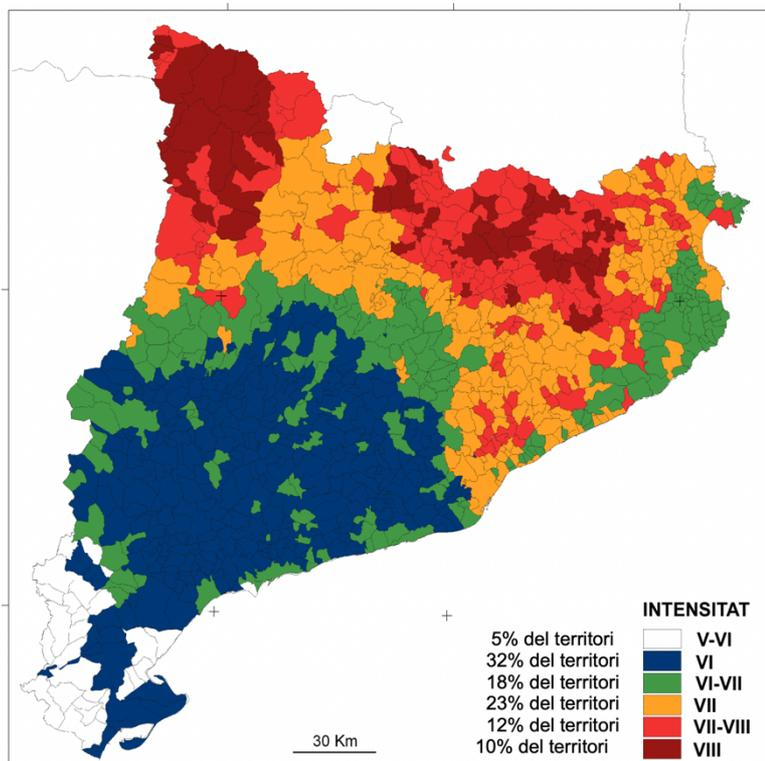 INTENSITAT
5% del territori V-VI
32% del territori VI
18% del territori VI-VII
23% del territori VII
12% del territori VII-VIII
10% del territori VIII
30 Km